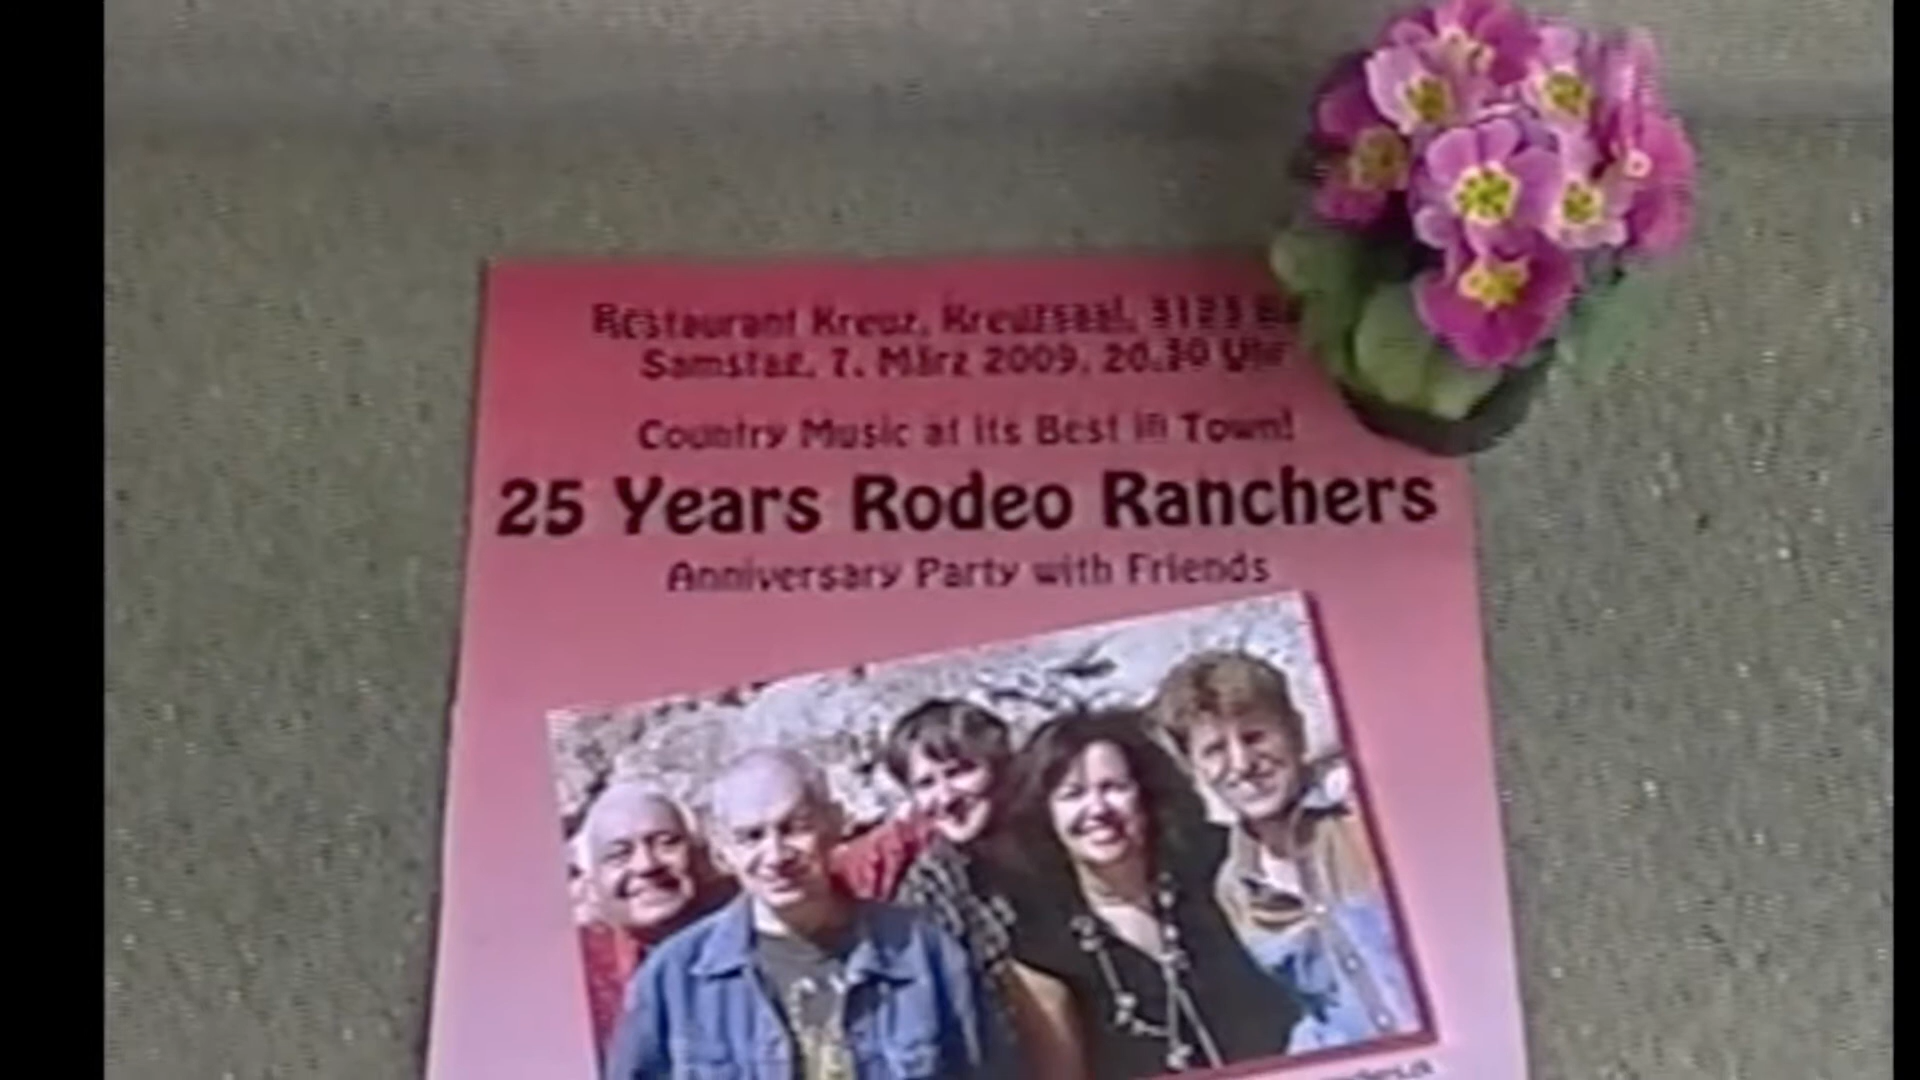 Restaurant Kreuz, Kreuzsaal, 3123
Samstag, 7. März 2009, 20.30 Uhr
Country Music at its Best in Town!
25 Years Rodeo Ranchers
Anniversary Party with Friends